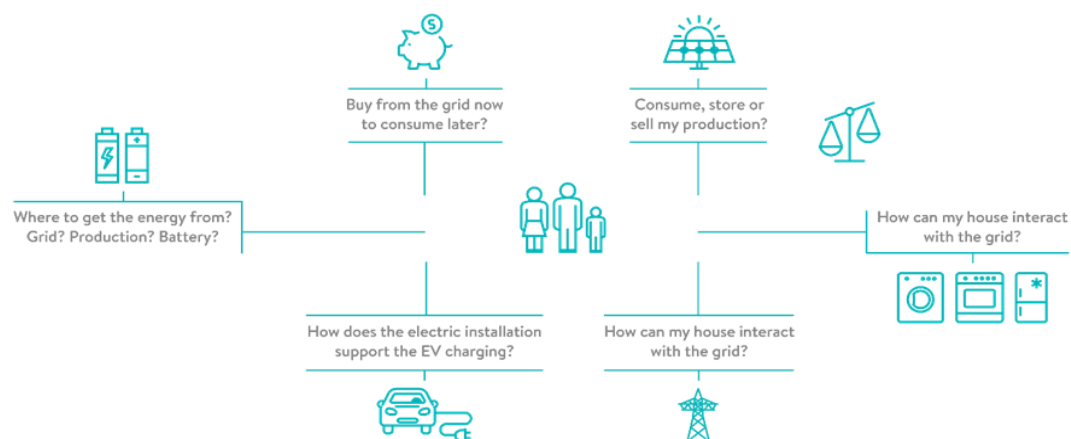 Buy from the grid now
to consume later?
Consume, store or
sell my production?
Where to get the energy from?
Grid? Production? Battery?
How can my house interact
with the grid?
How does the electric installation
support the EV charging?
How can my house interact
with the grid?